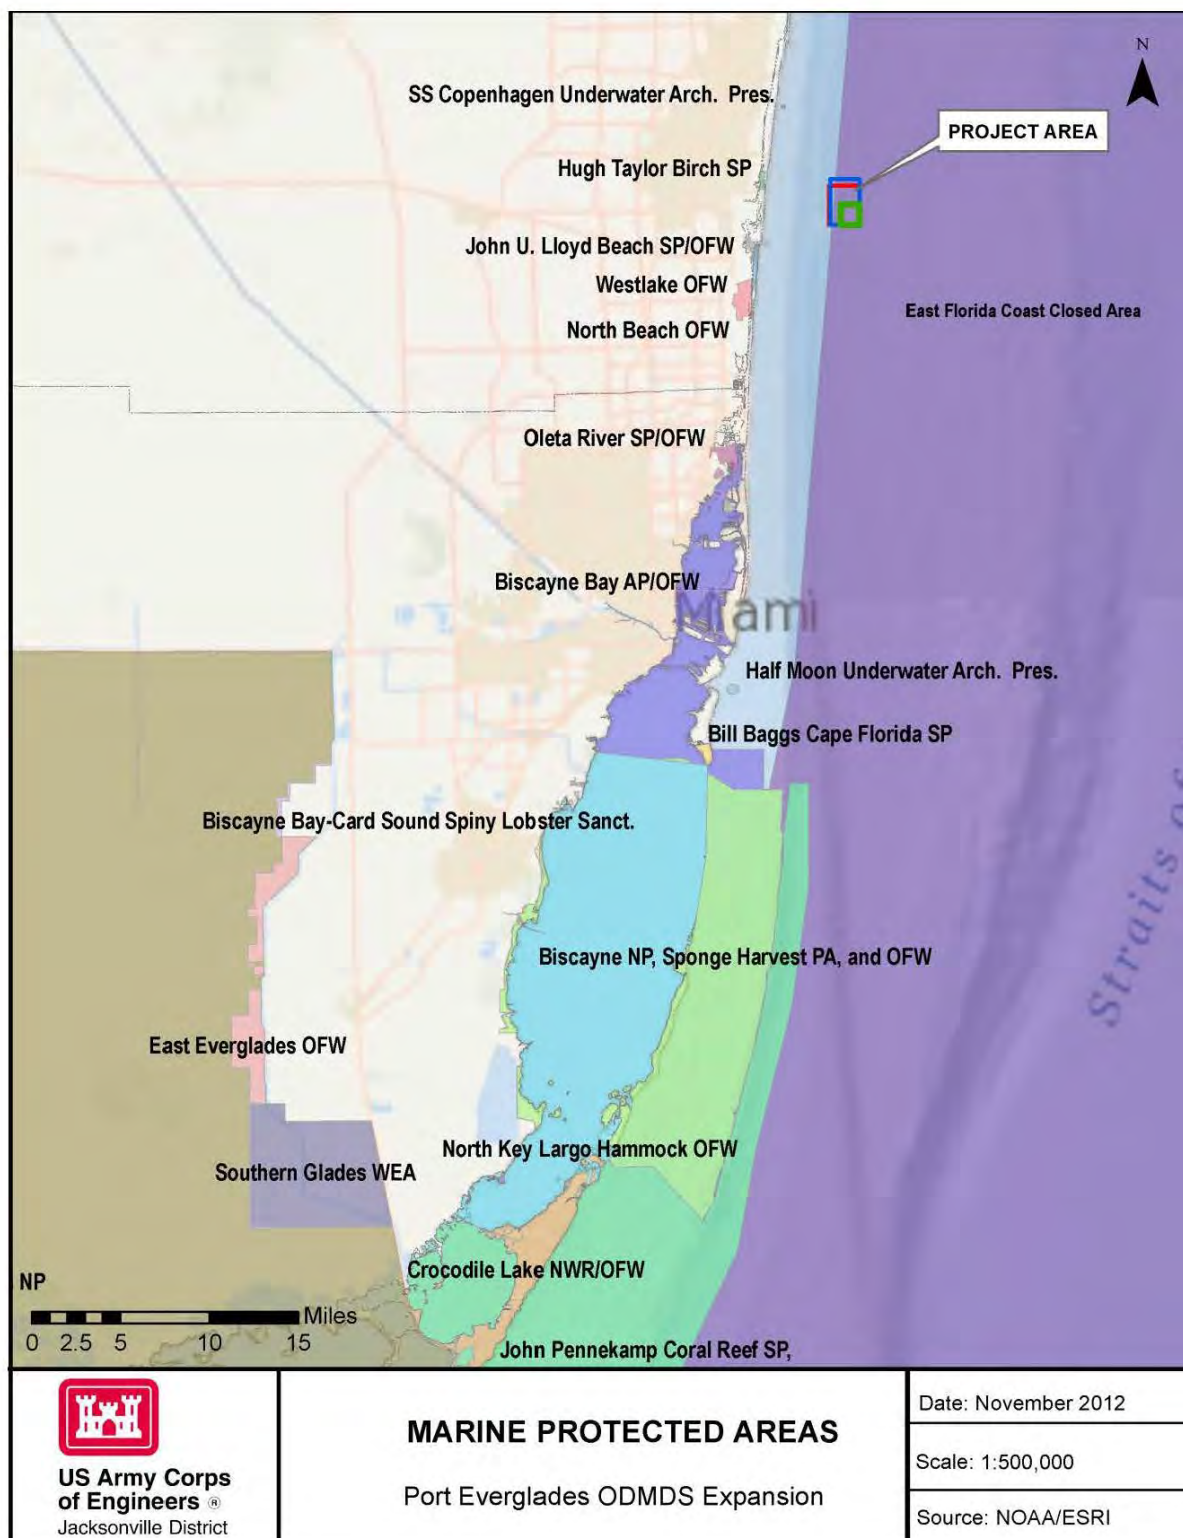 N
SS Copenhagen Underwater Arch. Pres.
PROJECT AREA
Hugh Taylor Birch SP
John U. Lloyd Beach SP/OFW
Westlake OFW
East Florida Coast Closed Area
North Beach OFW
Oleta River SP/OFW
Biscayne Bay AP/OFW
Miami
Half Moon Underwater Arch. Pres.
Bill Baggs Cape Florida SP
Biscayne Bay-Card Sound Spiny Lobster Sanct.
Straits of
Biscayne NP, Sponge Harvest PA, and OFW
East Everglades OFW
North Key Largo Hammock OFW
Southern Glades WEA
Crocodile Lake NWR/OFW
NP
Miles
0 2.5 5 10 15
John Pennekamp Coral Reef SP,
US Army Corps
of Engineers ®
Jacksonville District
MARINE PROTECTED AREAS
Port Everglades ODMDS Expansion
Date: November 2012
Scale: 1:500,000
Source: NOAA/ESRI